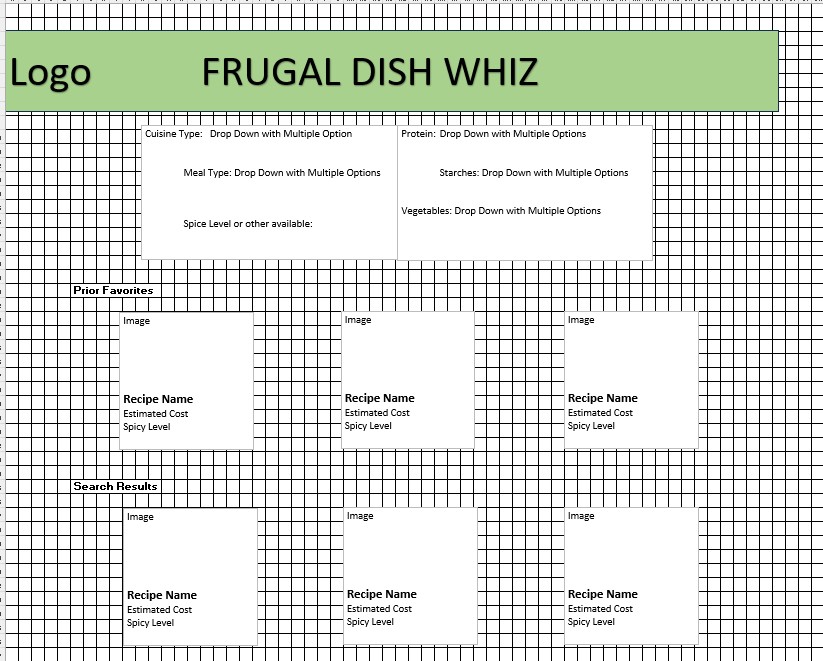 Logo FRUGAL DISH WHIZ
Cuisine Type: Drop Down with Multiple Option
Meal Type: Drop Down with Multiple Options
Spice Level or other available:
Protein: Drop Down with Multiple Options
Starches: Drop Down with Multiple Options
Vegetables: Drop Down with Multiple Options
Prior Favorites
Image
Recipe Name
Estimated Cost
Spicy Level
Image
Recipe Name
Estimated Cost
Spicy Level
Image
Recipe Name
Estimated Cost
Spicy Level
Search Results
Image
Recipe Name
Estimated Cost
Spicy Level
Image
Recipe Name
Estimated Cost
Spicy Level
Image
Recipe Name
Estimated Cost
Spicy Level